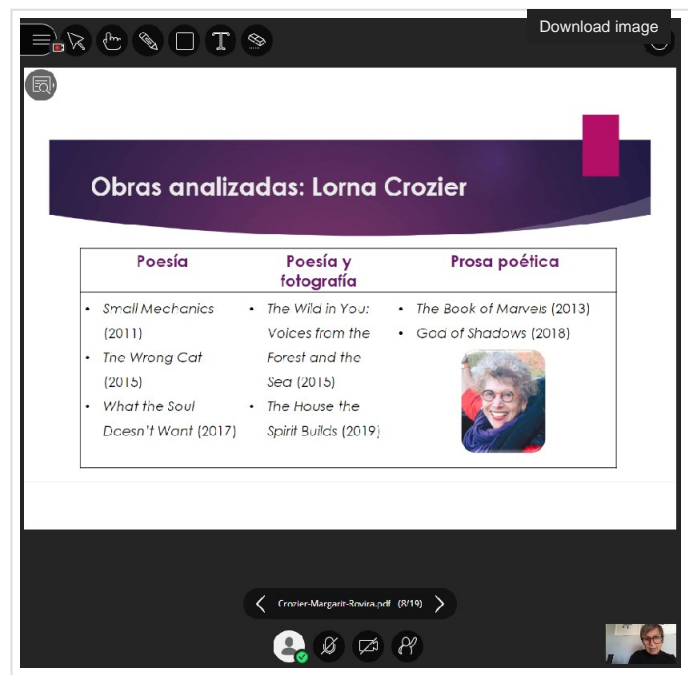 Download image
Obras analizadas: Lorna Crozier
Poesía
• Small Mechanics
(2011)
• The Wrong Cat
(2015)
• What the Soul
Doesn't Want (2017)
Poesía y
fotografía
• The Wild in You:
Voices from the
Forest and the
Sea (2015)
• The House the
Spirit Builds (2019)
Prosa poética
• The Book of Marvels (2013)
• God of Shadows (2018)
Crozier-Margarit-Rovira.pdf (8/19)